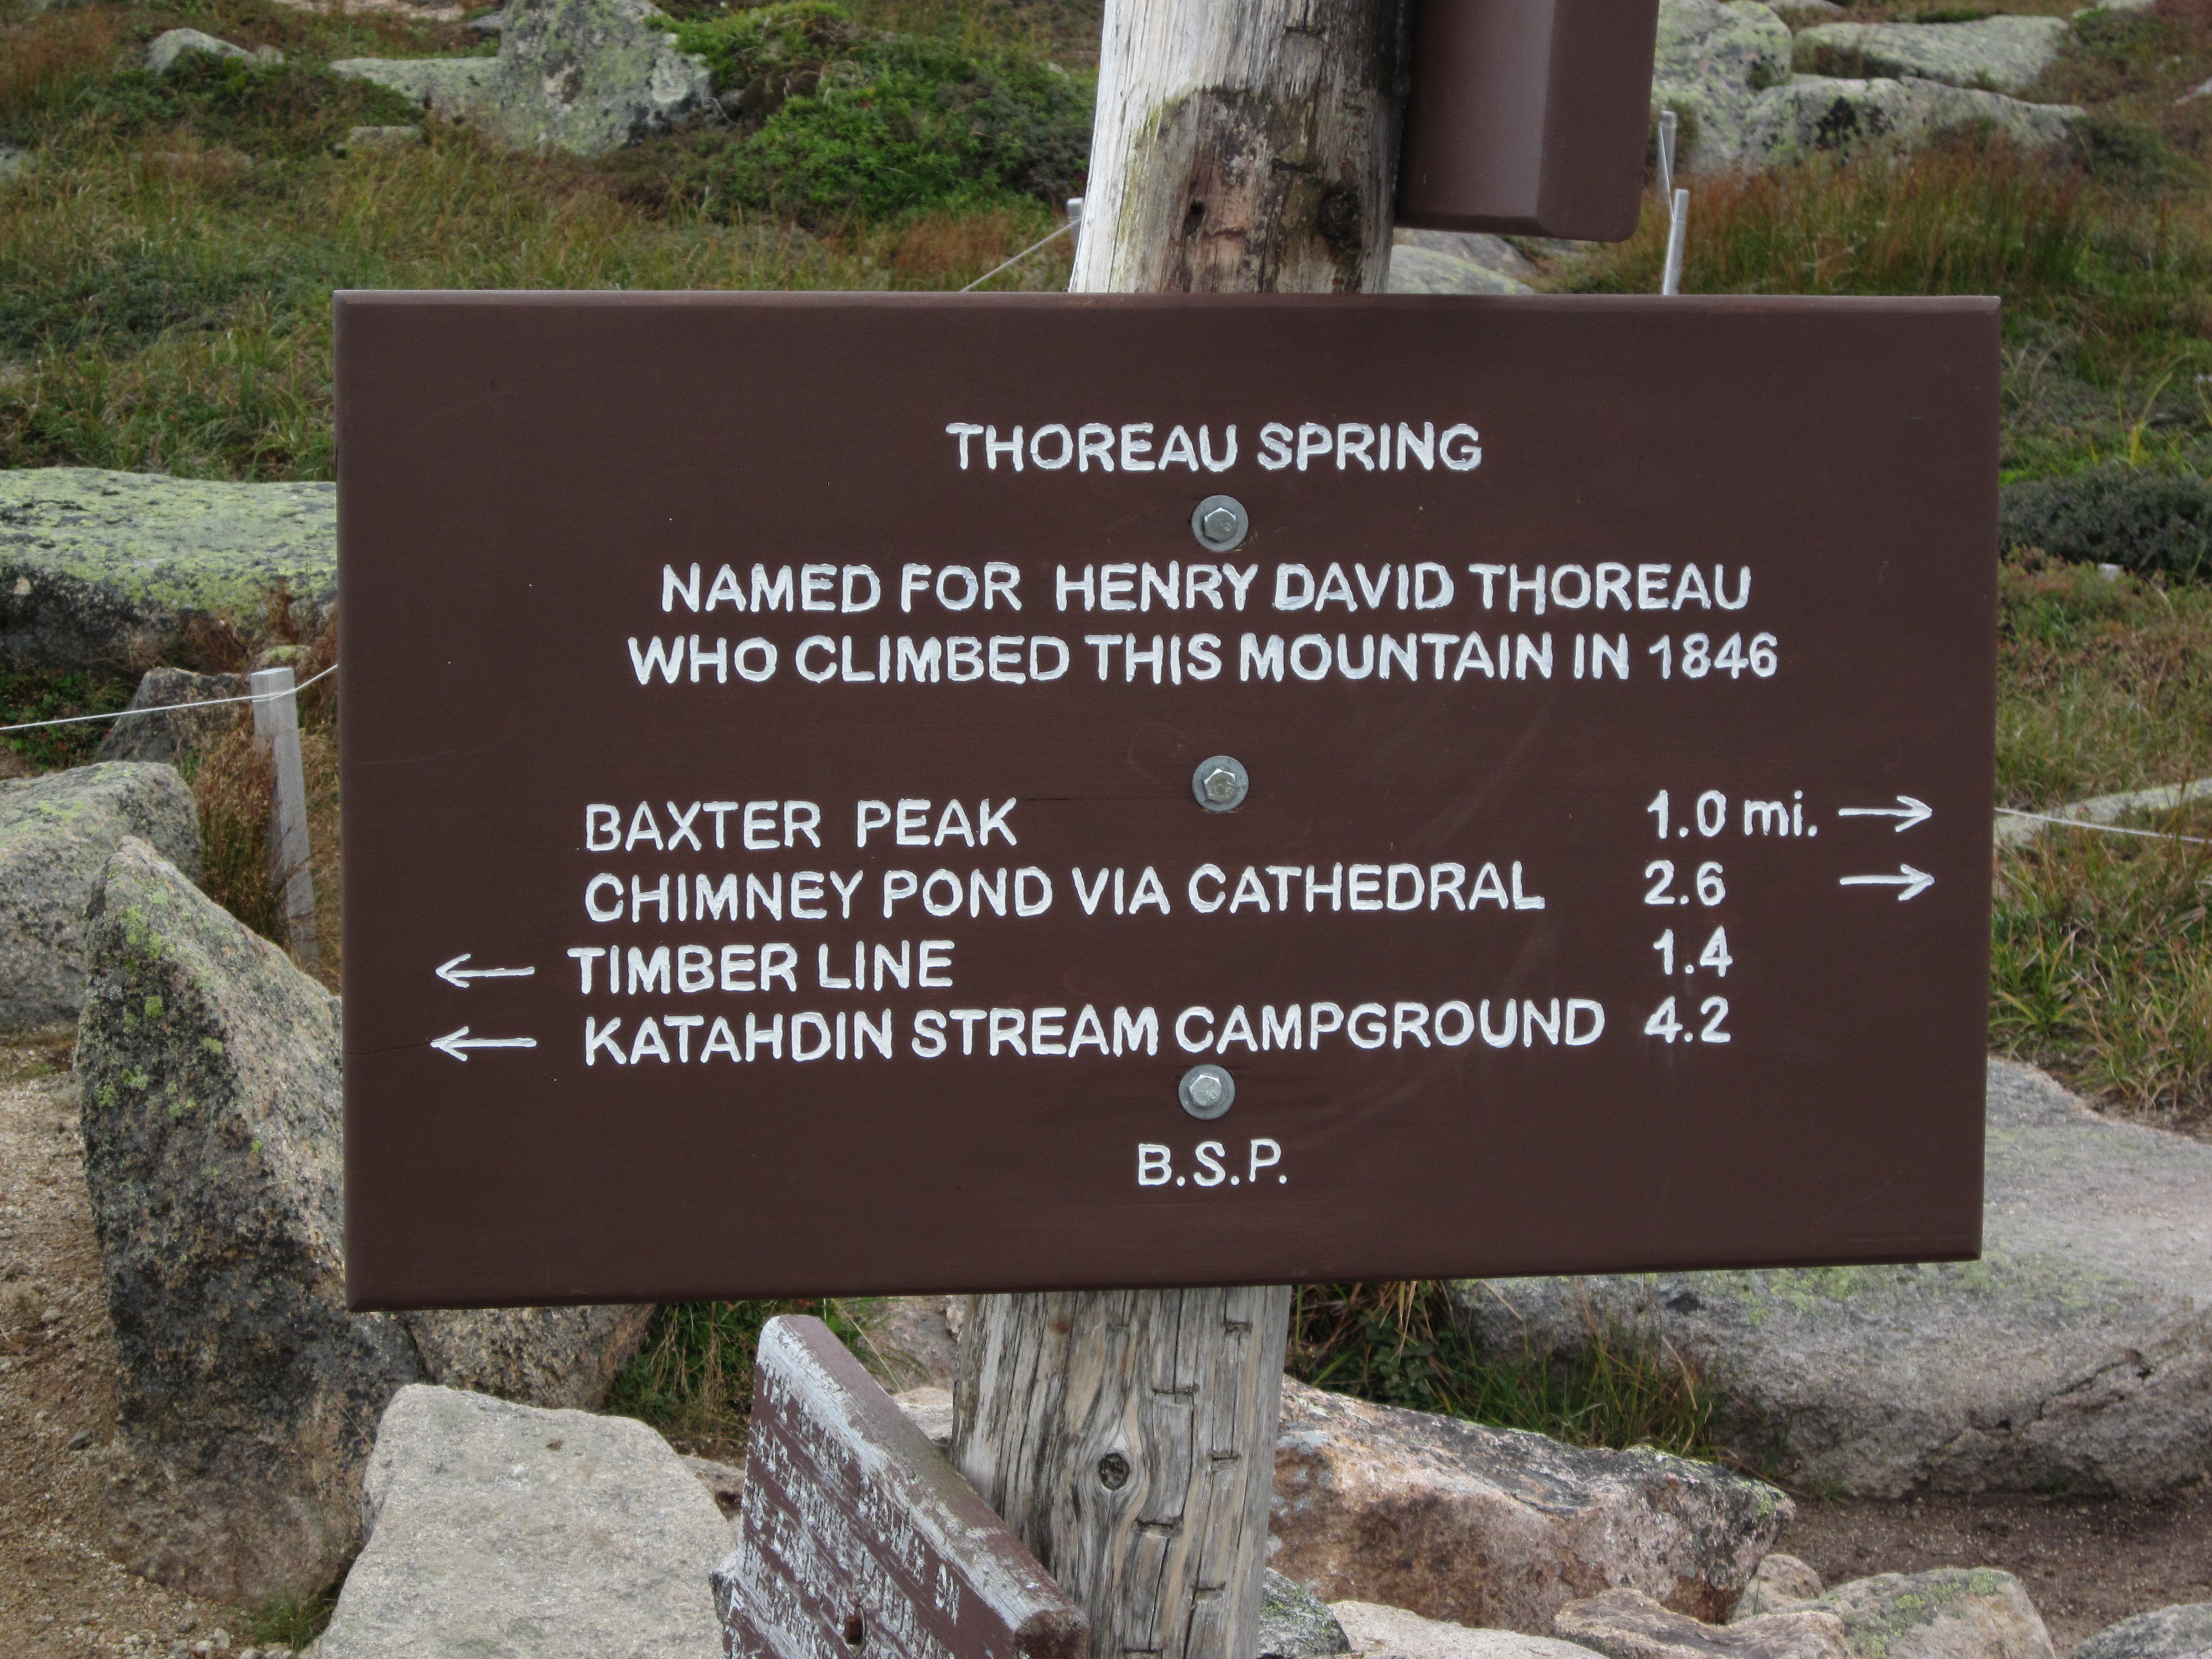 THOREAU SPRING
NAMED FOR HENRY DAVID THOREAU
WHO CLIMBED THIS MOUNTAIN IN 1846
BAXTER PEAK 1.0 mi. →
CHIMNEY POND VIA CATHEDRAL 2.6 →
← TIMBER LINE 1.4
← KATAHDIN STREAM CAMPGROUND 4.2
B.S.P.